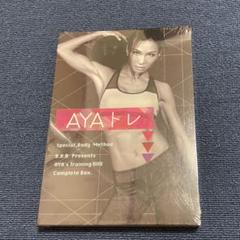 AYAトレ
Special Body Method
B.R.B Presents
AYA's Training DVD
Complete Box.